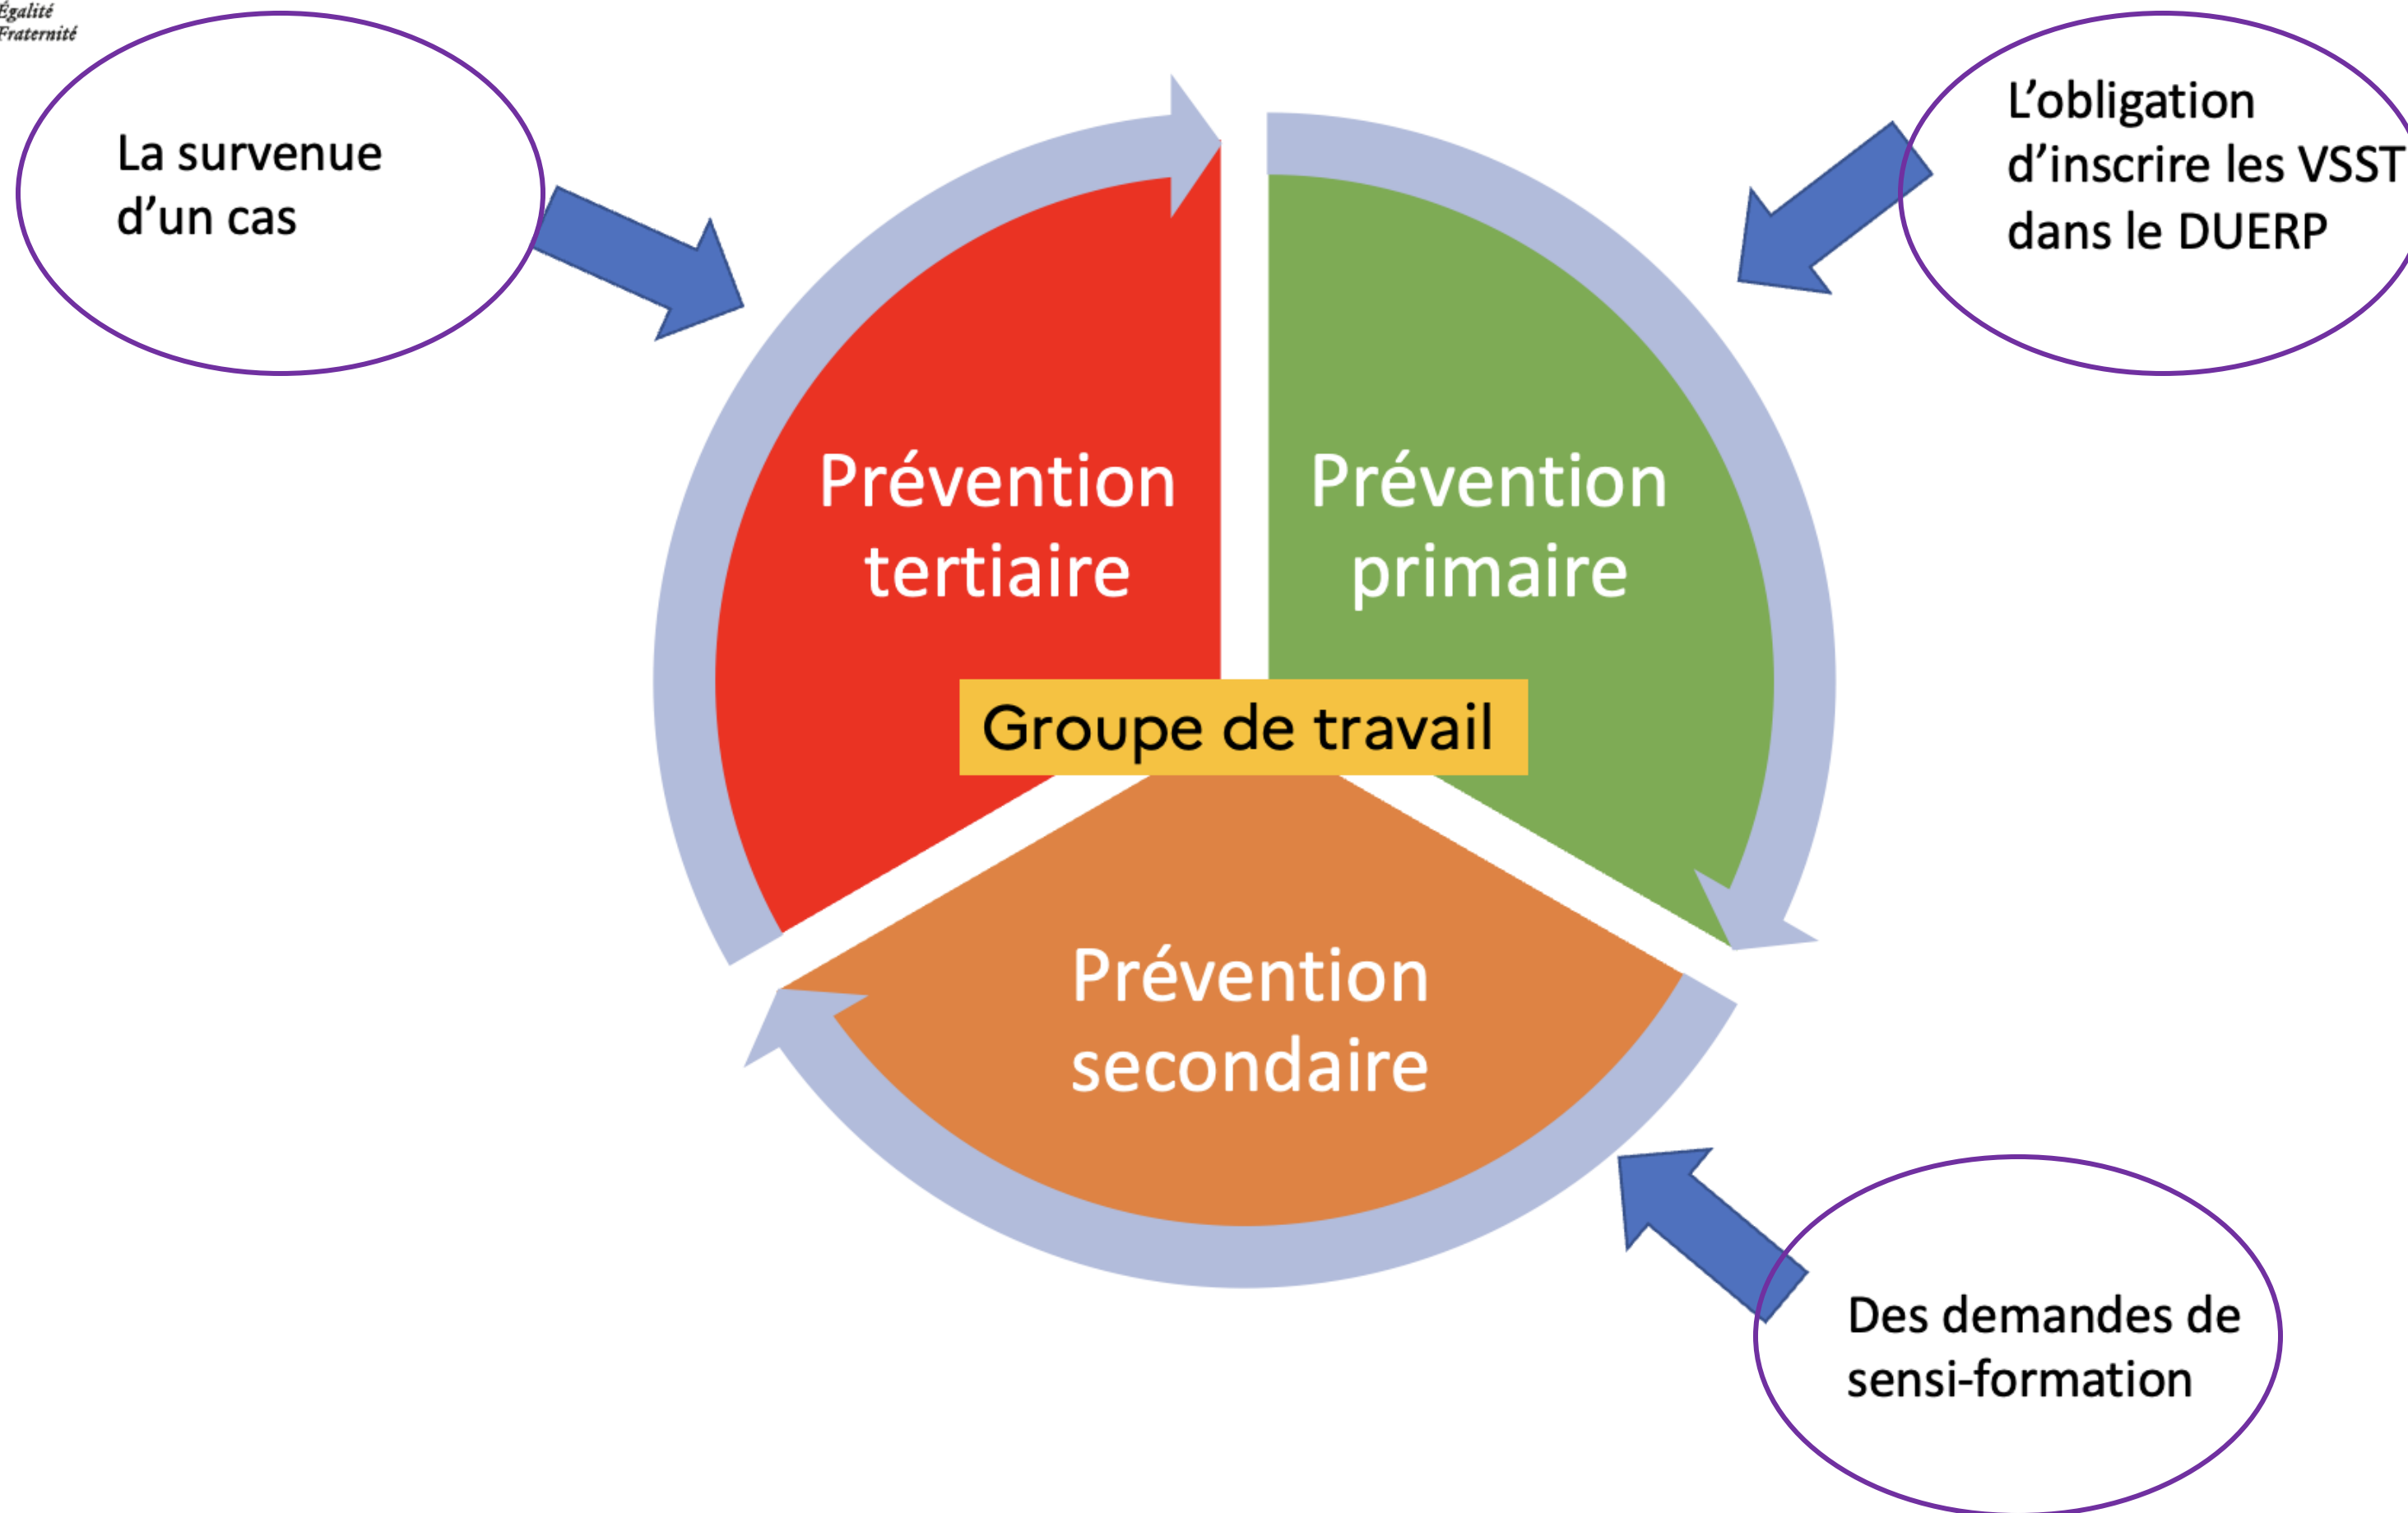 Égalité
Fraternité
La survenue
d'un cas
L'obligation
d'inscrire les VSST
dans le DUERP
Prévention
tertiaire
Prévention
primaire
Groupe de travail
Prévention
secondaire
Des demandes de
sensi-formation